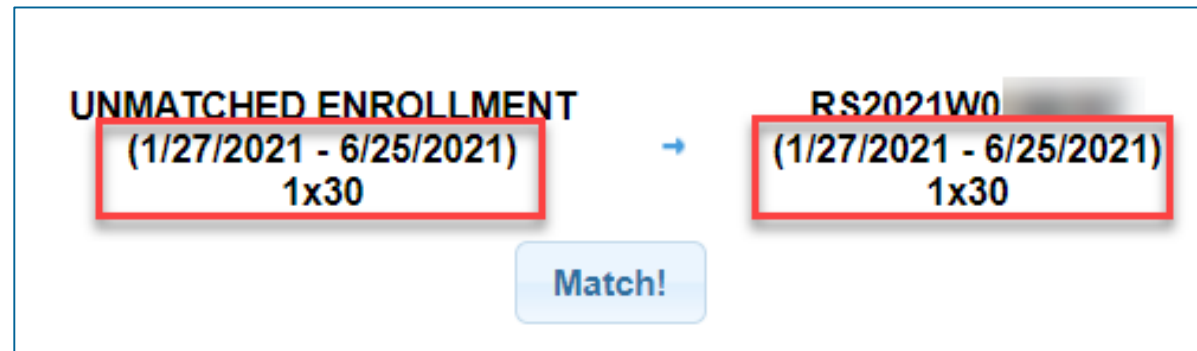 UNMATCHED ENROLLMENT
(1/27/2021 - 6/25/2021)
1x30
→
RS2021W0
(1/27/2021 - 6/25/2021)
1x30
Match!